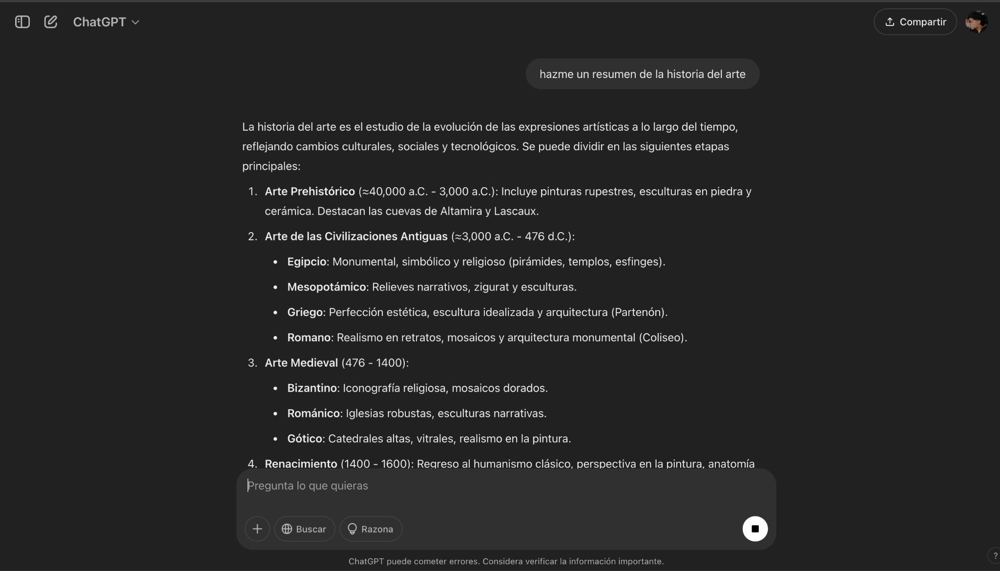 ChatGPT
Compartir
hazme un resumen de la historia del arte
La historia del arte es el estudio de la evolución de las expresiones artísticas a lo largo del tiempo,
reflejando cambios culturales, sociales y tecnológicos. Se puede dividir en las siguientes etapas
principales:
1. Arte Prehistórico (≈40,000 a.C. - 3,000 a.C.): Incluye pinturas rupestres, esculturas en piedra y
cerámica. Destacan las cuevas de Altamira y Lascaux.
2. Arte de las Civilizaciones Antiguas (≈3,000 a.C. - 476 d.C.):
• Egipcio: Monumental, simbólico y religioso (pirámides, templos, esfinges).
• Mesopotámico: Relieves narrativos, zigurat y esculturas.
• Griego: Perfección estética, escultura idealizada y arquitectura (Partenón).
• Romano: Realismo en retratos, mosaicos y arquitectura monumental (Coliseo).
3. Arte Medieval (476 - 1400):
• Bizantino: Iconografía religiosa, mosaicos dorados.
• Románico: Iglesias robustas, esculturas narrativas.
• Gótico: Catedrales altas, vitrales, realismo en la pintura.
4. Renacimiento (1400 - 1600): Regreso al humanismo clásico, perspectiva en la pintura, anatomía
Pregunta lo que quieras
Buscar
Razona
ChatGPT puede cometer errores. Considera verificar la información importante.
?